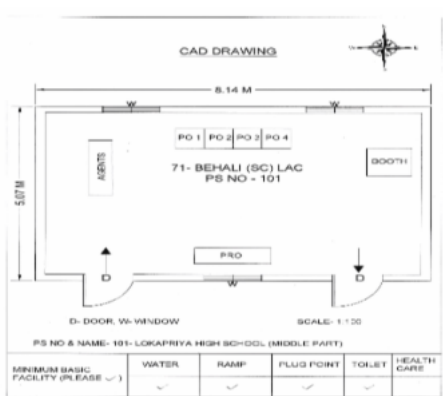 CAD DRAWING
8.14 M
W W
PO 1 PO 2 PO 3 PO 4
AGENTS
71- BEHALI (SC) LAC
PS NO - 101
BOOTH
5.07 M
PRO
D W D
D- DOOR, W- WINDOW SCALE- 1:100
PS NO & NAME- 101- LOKAPRIYA HIGH SCHOOL (MIDDLE PART)
MINIMUM BASIC FACILITY (PLEASE ✓) WATER RAMP PLUG POINT TOILET HEALTH CARE
✓ ✓ ✓ ✓